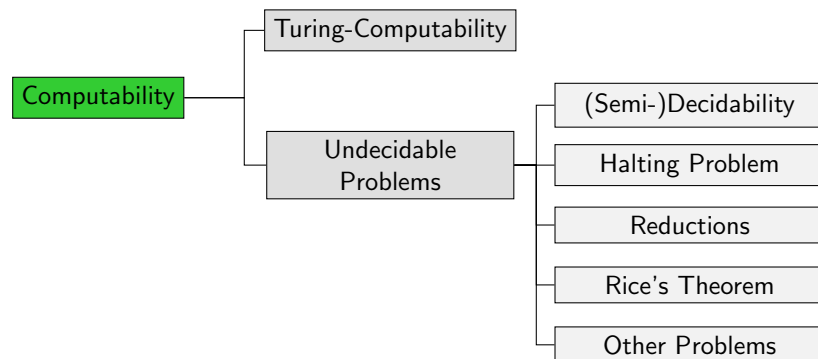 Computability
Turing-Computability
Undecidable
Problems
(Semi-)Decidability
Halting Problem
Reductions
Rice's Theorem
Other Problems